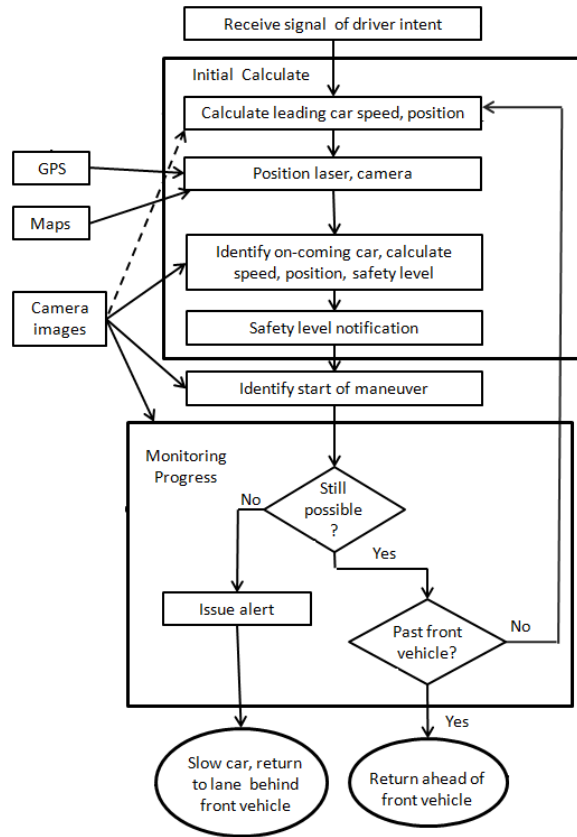 Receive signal of driver intent
Initial Calculate
Calculate leading car speed, position
GPS
Position laser, camera
Maps
Identify on-coming car, calculate
speed, position, safety level
Camera
images
Safety level notification
Identify start of maneuver
Monitoring
Progress
Still
possible
?
No
Yes
Issue alert
Past front
vehicle?
No
Yes
Slow car, return
to lane behind
front vehicle
Return ahead of
front vehicle